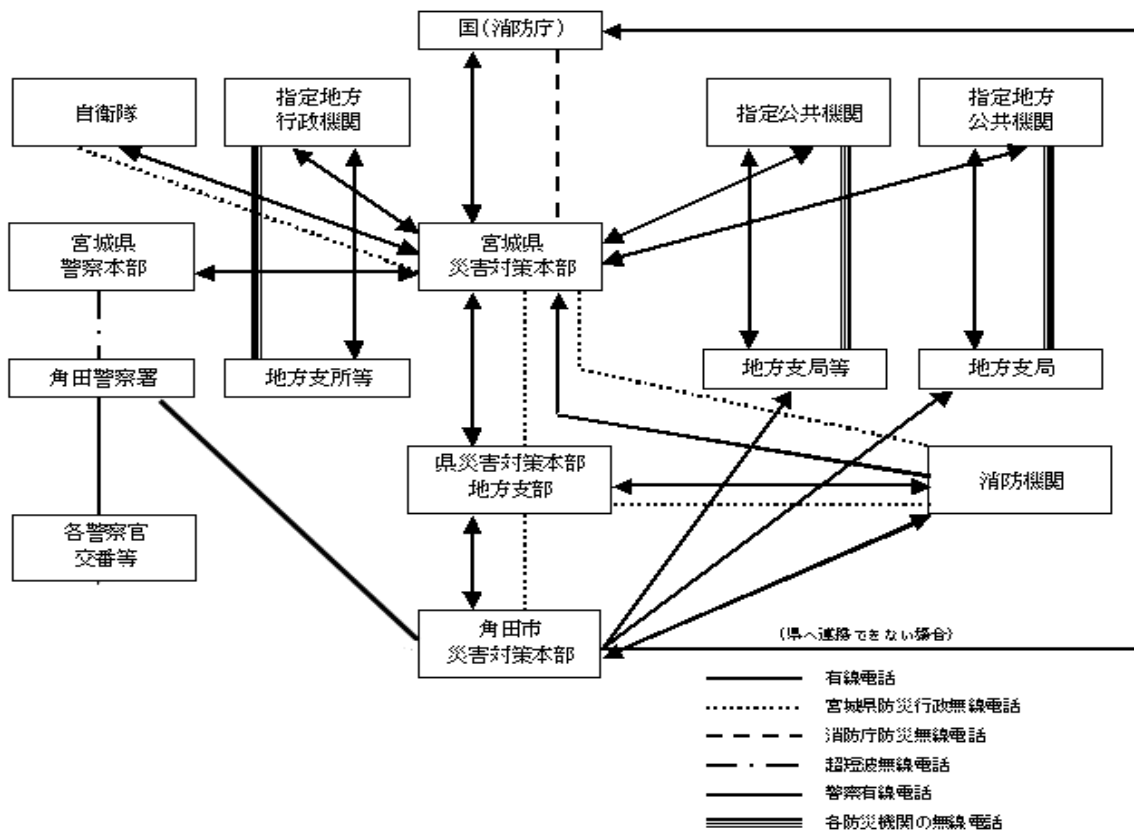 国(消防庁)
自衛隊
指定地方
行政機関
指定公共機関
指定地方
公共機関
宮城県
警察本部
宮城県
災害対策本部
角田警察署
地方支所等
地方支局等
地方支局
県災害対策本部
地方支部
消防機関
各警察官
交番等
角田市
災害対策本部
(県へ連絡できない場合)
有線電話
宮城県防災行政無線電話
消防庁防災無線電話
超短波無線電話
警察有線電話
各防災機関の無線電話